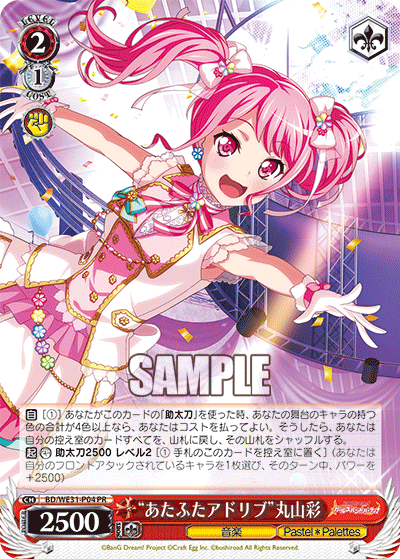 LEVEL
2
1
COST
SAMPLE
自 [①] あなたがこのカードの「助太刀」を使った時、あなたの舞台のキャラの持つ
色の合計が4色以上なら、あなたはコストを払ってよい。そうしたら、あなたは
自分の控え室のカードすべてを、山札に戻し、その山札をシャッフルする。
起 助太刀2500 レベル2 [① 手札のこのカードを控え室に置く] (あなたは
自分のフロントアタックされているキャラを1枚選び、そのターン中、パワーを
+2500)
CH BD/WE31-P04 PR
“あたふたアドリブ”丸山彩
2500
音楽
Pastel*Palettes
©BanG Dream! Project ©Craft Egg Inc. ©bushiroad All Rights Reserved.